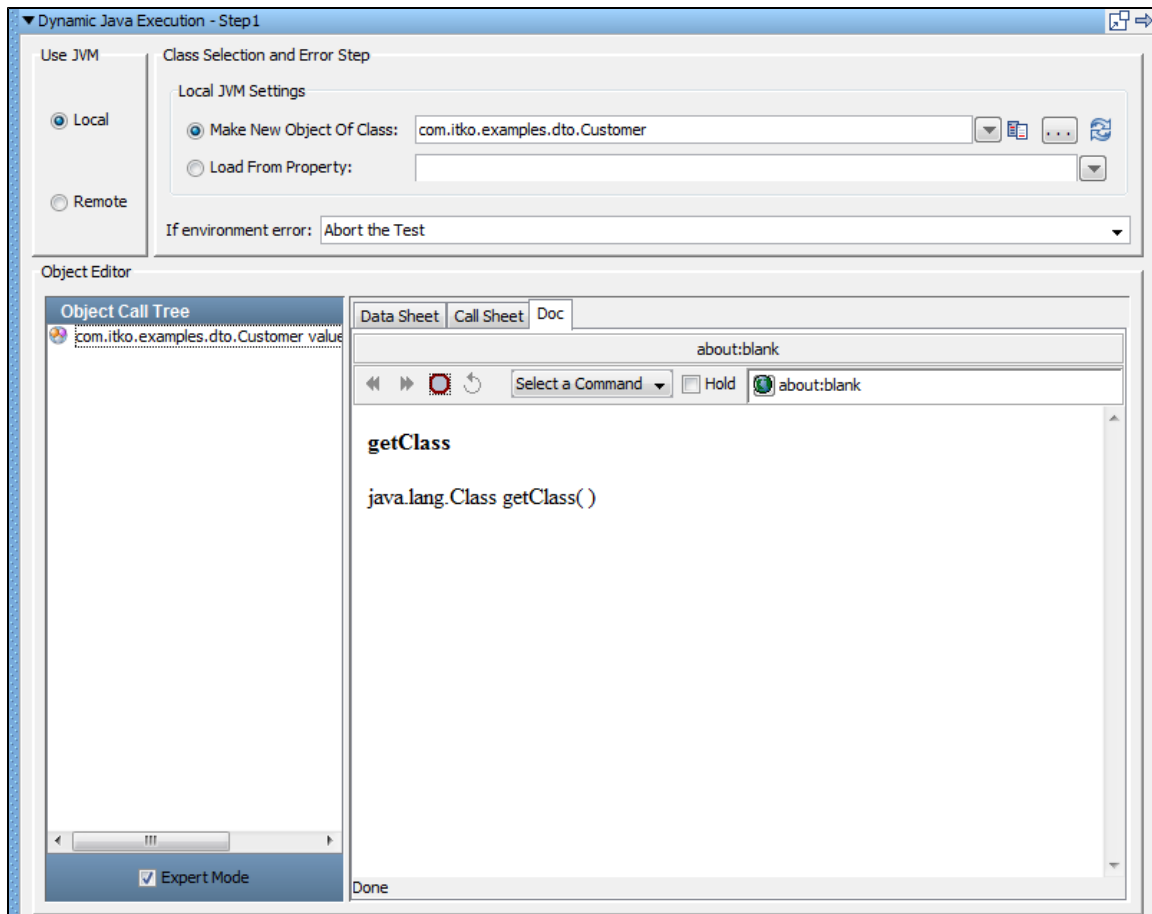 Dynamic Java Execution - Step1
Use JVM
Class Selection and Error Step
Local JVM Settings
Local
Make New Object Of Class: com.itko.examples.dto.Customer ...
Load From Property:
Remote
If environment error: Abort the Test
Object Editor
Object Call Tree
com.itko.examples.dto.Customer value
Data Sheet Call Sheet Doc
about:blank
Select a Command Hold about:blank
getClass
java.lang.Class getClass( )
Expert Mode
Done